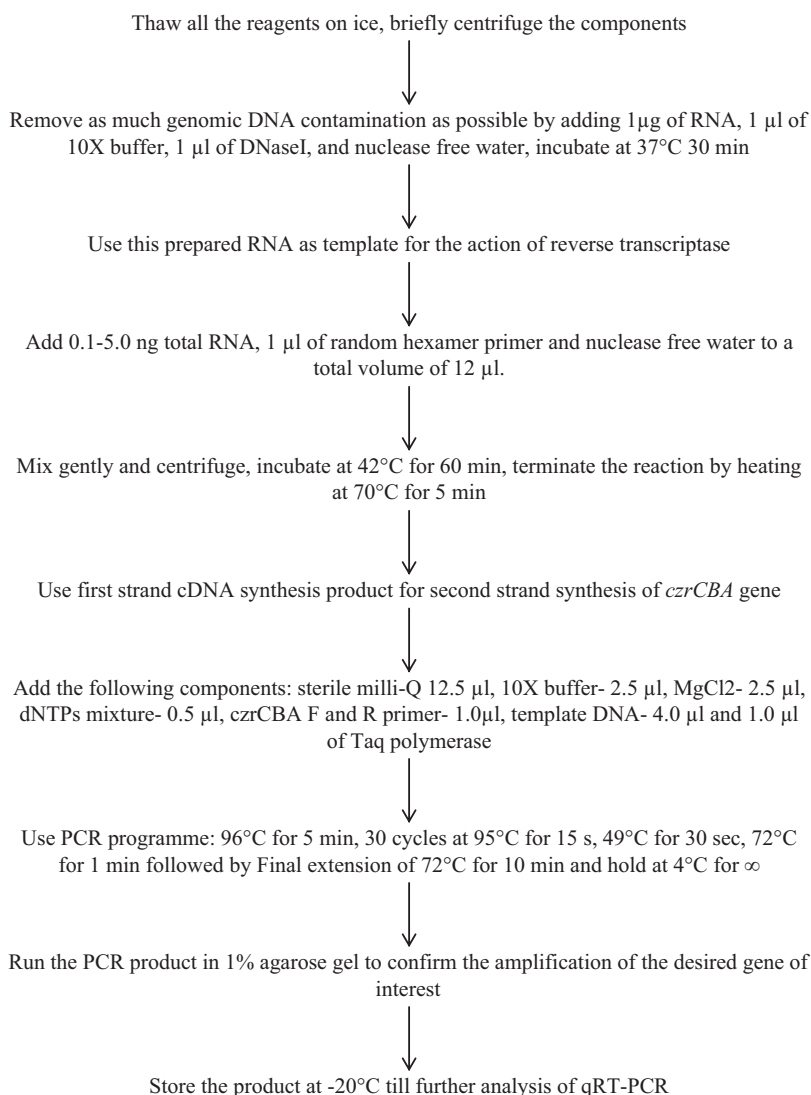 Thaw all the reagents on ice, briefly centrifuge the components
Remove as much genomic DNA contamination as possible by adding 1µg of RNA, 1 µl of
10X buffer, 1 µl of DNaseI, and nuclease free water, incubate at 37°C 30 min
Use this prepared RNA as template for the action of reverse transcriptase
Add 0.1-5.0 ng total RNA, 1 µl of random hexamer primer and nuclease free water to a
total volume of 12 µl.
Mix gently and centrifuge, incubate at 42°C for 60 min, terminate the reaction by heating
at 70°C for 5 min
Use first strand cDNA synthesis product for second strand synthesis of czrCBA gene
Add the following components: sterile milli-Q 12.5 µl, 10X buffer- 2.5 µl, MgCl2- 2.5 µl,
dNTPs mixture- 0.5 µl, czrCBA F and R primer- 1.0µl, template DNA- 4.0 µl and 1.0 µl
of Taq polymerase
Use PCR programme: 96°C for 5 min, 30 cycles at 95°C for 15 s, 49°C for 30 sec, 72°C
for 1 min followed by Final extension of 72°C for 10 min and hold at 4°C for ∞
Run the PCR product in 1% agarose gel to confirm the amplification of the desired gene of
interest
Store the product at -20°C till further analysis of qRT-PCR